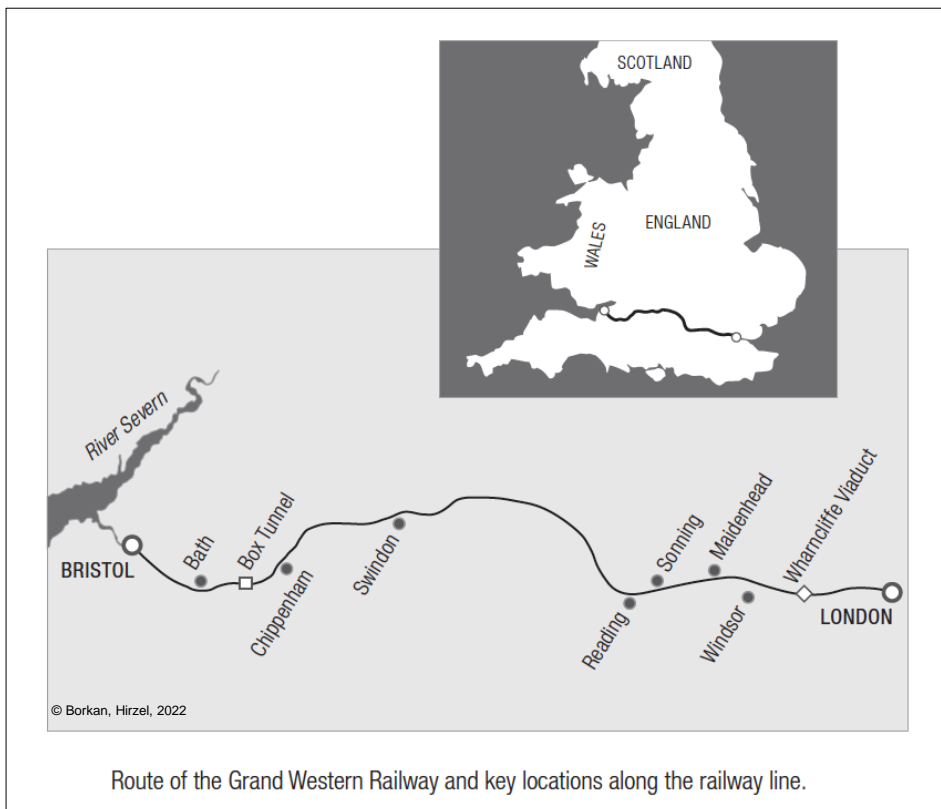 SCOTLAND
WALES
ENGLAND
River Severn
BRISTOL
Bath
Box Tunnel
Chippenham
Swindon
Reading
Sonning
Maidenhead
Windsor
Wharncliffe Viaduct
LONDON
© Borkan, Hirzel, 2022
Route of the Grand Western Railway and key locations along the railway line.